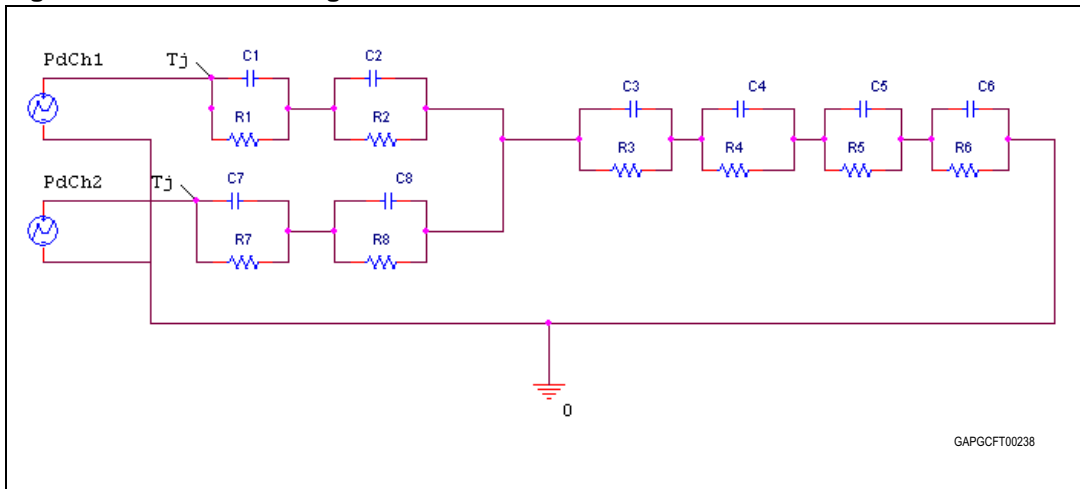 PdCh1
Tj
C1
C2
R1
R2
C3
C4
C5
C6
R3
R4
R5
R6
PdCh2
Tj
C7
C8
R7
R8
0
GAPGCFT00238